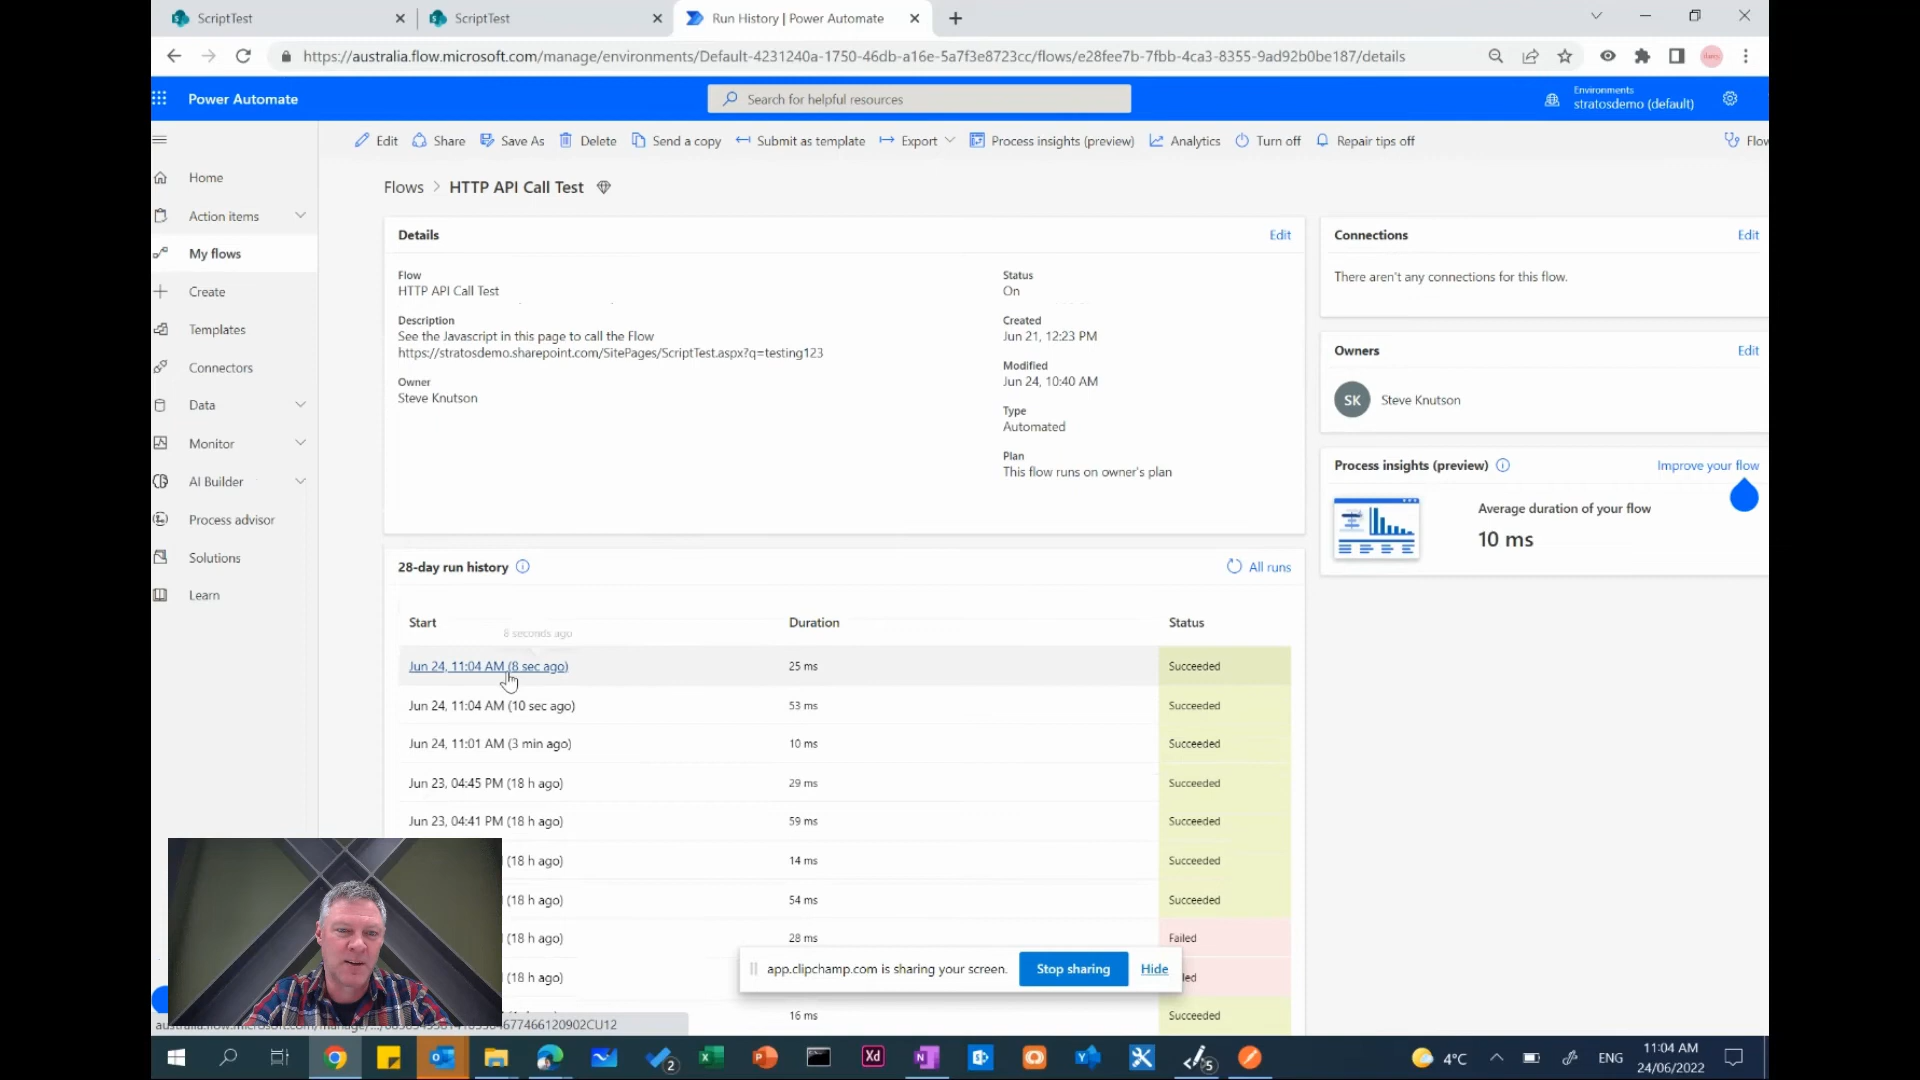 ScriptTest
ScriptTest
Run History | Power Automate
https://australia.flow.microsoft.com/manage/environments/Default-4231240a-1750-46db-a16e-5a7f3e8723cc/flows/e28fee7b-7fbb-4ca3-8355-9ad92b0be187/details
Power Automate
Search for helpful resources
Environments
stratosdemo (default)
Edit
Share
Save As
Delete
Send a copy
Submit as template
Export
Process insights (preview)
Analytics
Turn off
Repair tips off
Flow
Home
Action items
My flows
Create
Templates
Connectors
Data
Monitor
AI Builder
Process advisor
Solutions
Learn
Flows > HTTP API Call Test
Details
Edit
Flow
HTTP API Call Test
Description
See the Javascript in this page to call the Flow
https://stratosdemo.sharepoint.com/SitePages/ScriptTest.aspx?q=testing123
Owner
Steve Knutson
Status
On
Created
Jun 21, 12:23 PM
Modified
Jun 24, 10:40 AM
Type
Automated
Plan
This flow runs on owner's plan
Connections
Edit
There aren't any connections for this flow.
Owners
Edit
SK
Steve Knutson
Process insights (preview)
Improve your flow
Average duration of your flow
10 ms
28-day run history
All runs
Start
Duration
Status
8 seconds ago
Jun 24, 11:04 AM (8 sec ago) 25 ms Succeeded
Jun 24, 11:04 AM (10 sec ago) 53 ms Succeeded
Jun 24, 11:01 AM (3 min ago) 10 ms Succeeded
Jun 23, 04:45 PM (18 h ago) 29 ms Succeeded
Jun 23, 04:41 PM (18 h ago) 59 ms Succeeded
(18 h ago) 14 ms Succeeded
(18 h ago) 54 ms Succeeded
(18 h ago) 28 ms Failed
(18 h ago)
app.clipchamp.com is sharing your screen.
Stop sharing
Hide
16 ms Succeeded
4°C
ENG
11:04 AM
24/06/2022
2
5